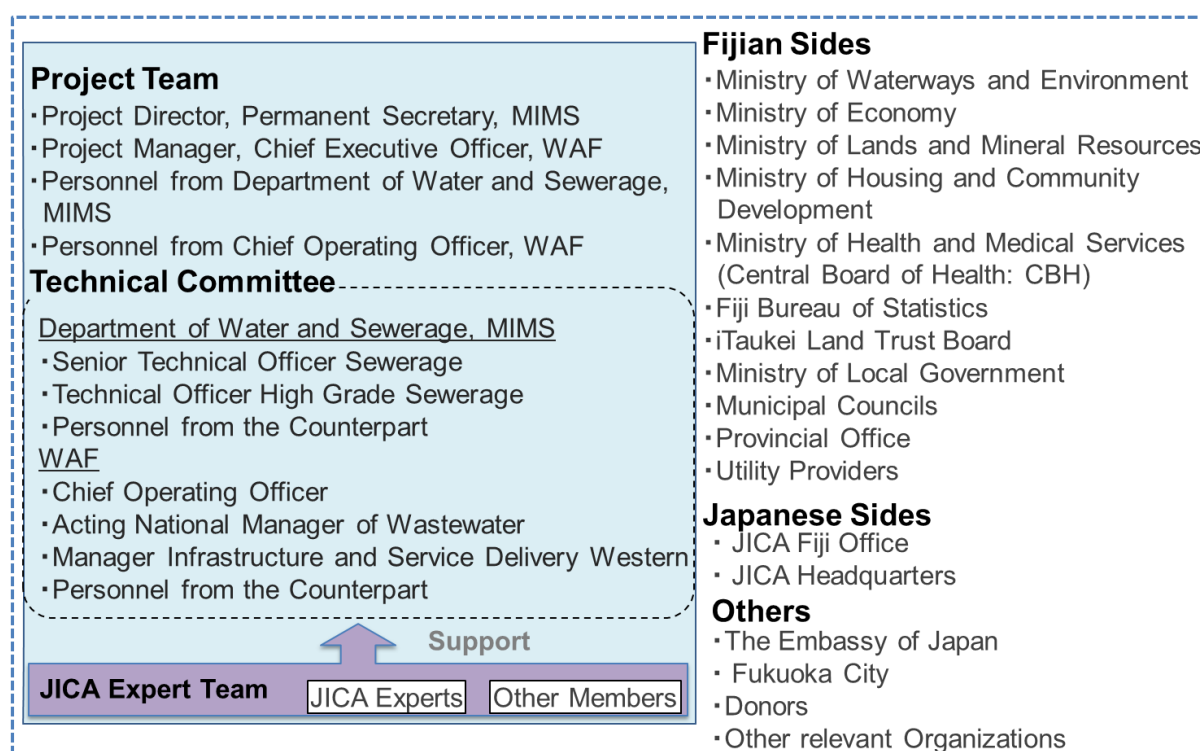 Project Team
・Project Director, Permanent Secretary, MIMS
・Project Manager, Chief Executive Officer, WAF
・Personnel from Department of Water and Sewerage,
MIMS
・Personnel from Chief Operating Officer, WAF
Technical Committee
Department of Water and Sewerage, MIMS
・Senior Technical Officer Sewerage
・Technical Officer High Grade Sewerage
・Personnel from the Counterpart
WAF
・Chief Operating Officer
・Acting National Manager of Wastewater
・Manager Infrastructure and Service Delivery Western
・Personnel from the Counterpart
Support
JICA Expert Team
JICA Experts
Other Members
Fijian Sides
・Ministry of Waterways and Environment
・Ministry of Economy
・Ministry of Lands and Mineral Resources
・Ministry of Housing and Community
Development
・Ministry of Health and Medical Services
(Central Board of Health: CBH)
・Fiji Bureau of Statistics
・iTaukei Land Trust Board
・Ministry of Local Government
・Municipal Councils
・Provincial Office
・Utility Providers
Japanese Sides
・JICA Fiji Office
・JICA Headquarters
Others
・The Embassy of Japan
・Fukuoka City
・Donors
・Other relevant Organizations